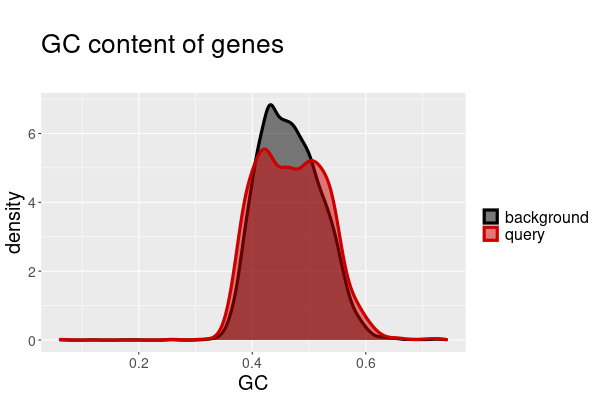 GC content of genes
6
4
2
0
density
0.2
0.4
0.6
GC
background
query